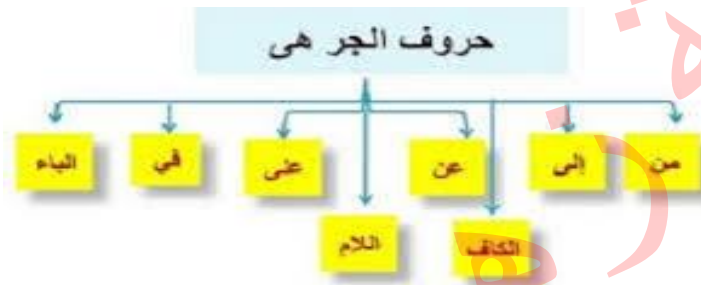 حروف الجر هى
من إلى عن على في الباء
الكاف اللام